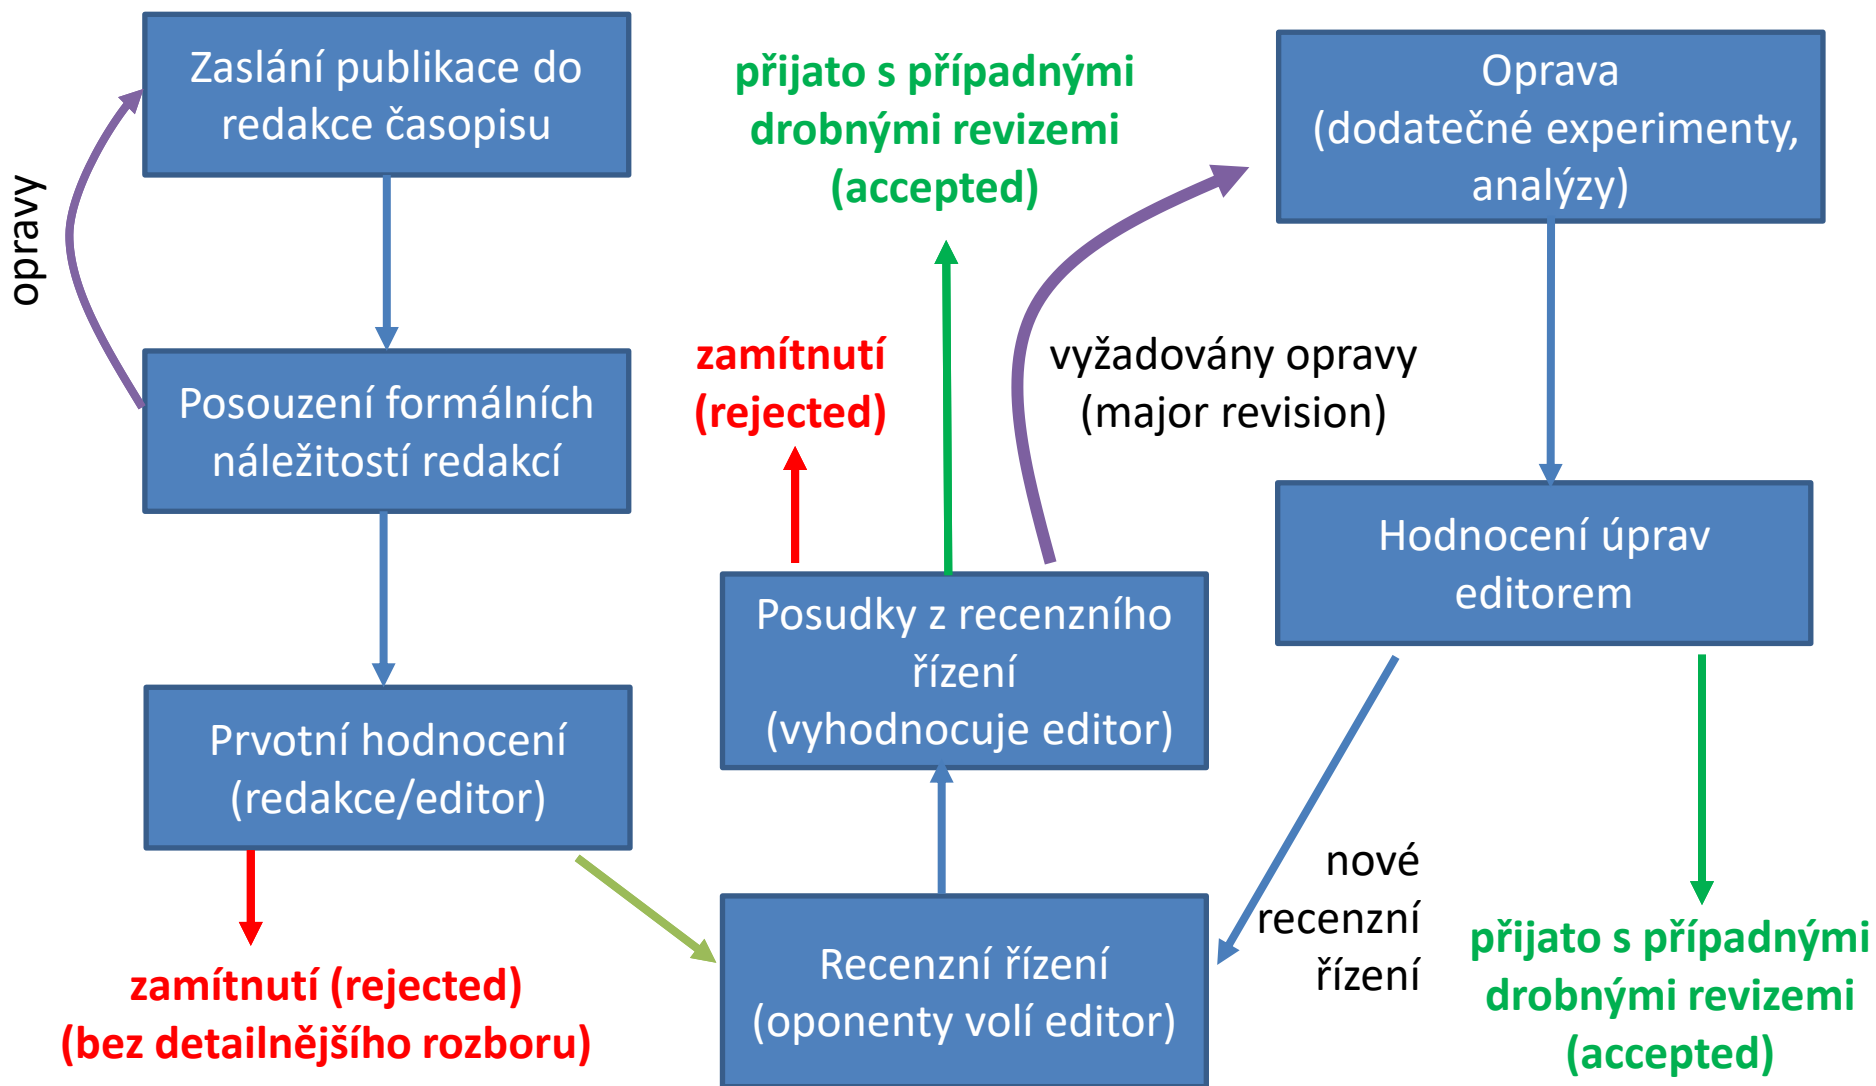 Zaslání publikace do
redakce časopisu
opravy
Posouzení formálních
náležitostí redakcí
Prvotní hodnocení
(redakce/editor)
zamítnutí (rejected)
(bez detailnějšího rozboru)
přijato s případnými
drobnými revizemi
(accepted)
zamítnutí
(rejected)
vyžadovány opravy
(major revision)
Posudky z recenzního
řízení
(vyhodnocuje editor)
Recenzní řízení
(oponenty volí editor)
Oprava
(dodatečné experimenty,
analýzy)
Hodnocení úprav
editorem
nové
recenzní
řízení
přijato s případnými
drobnými revizemi
(accepted)